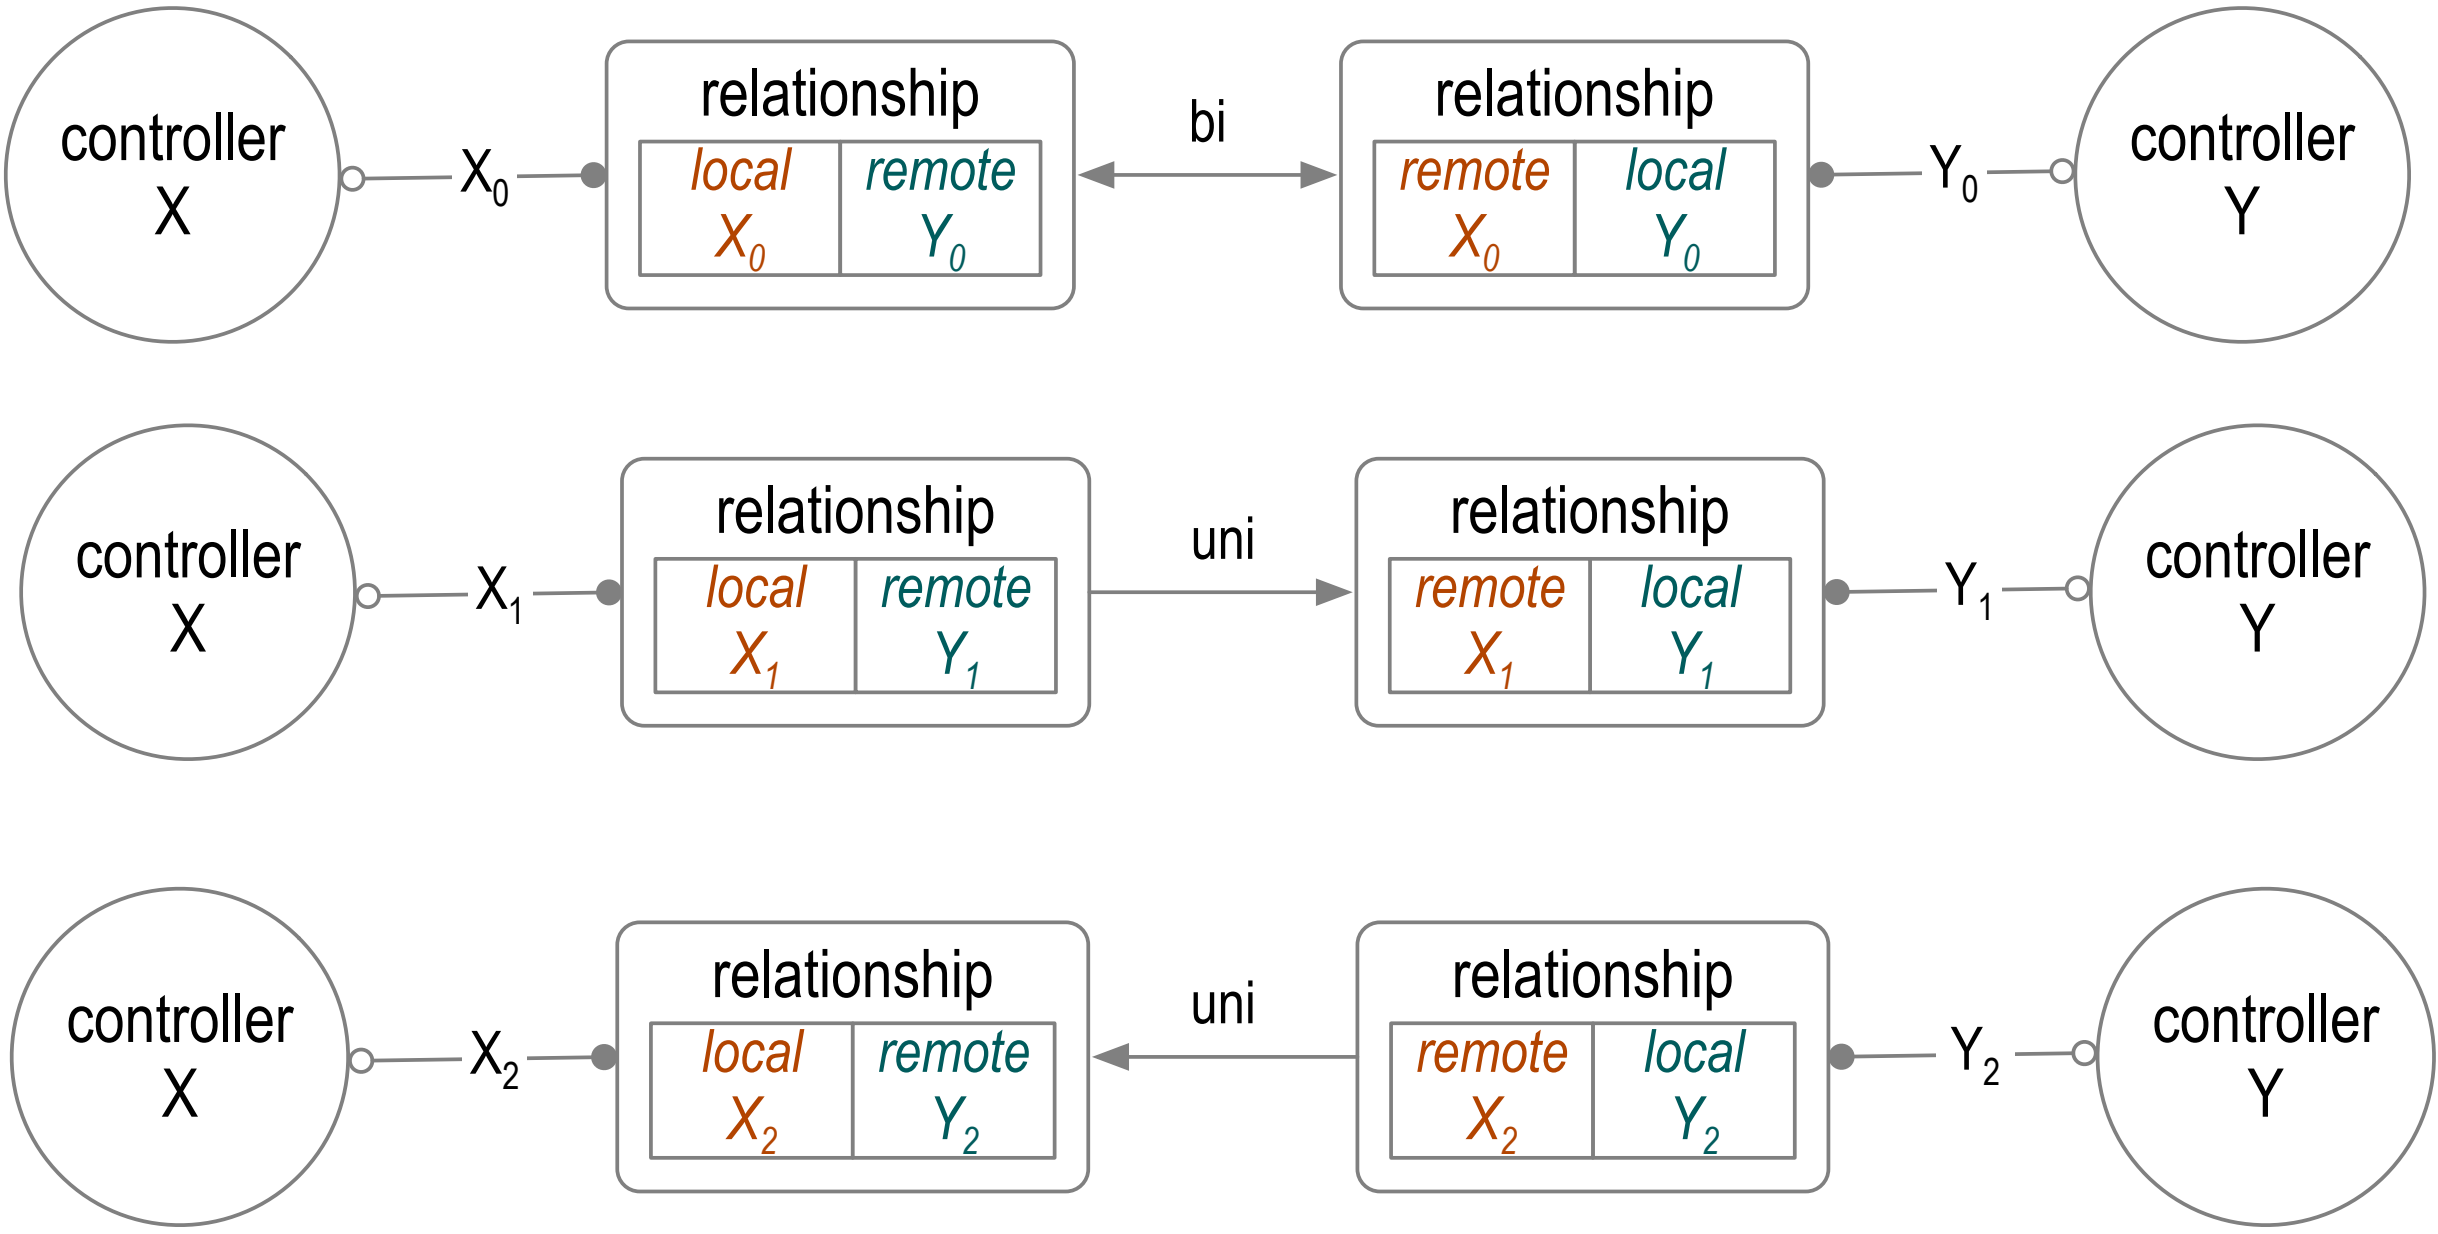 controller
X
X₀
relationship
local remote
X₀ Y₀
bi
relationship
remote local
X₀ Y₀
Y₀
controller
Y
controller
X
X₁
relationship
local remote
X₁ Y₁
uni
relationship
remote local
X₁ Y₁
Y₁
controller
Y
controller
X
X₂
relationship
local remote
X₂ Y₂
uni
relationship
remote local
X₂ Y₂
Y₂
controller
Y